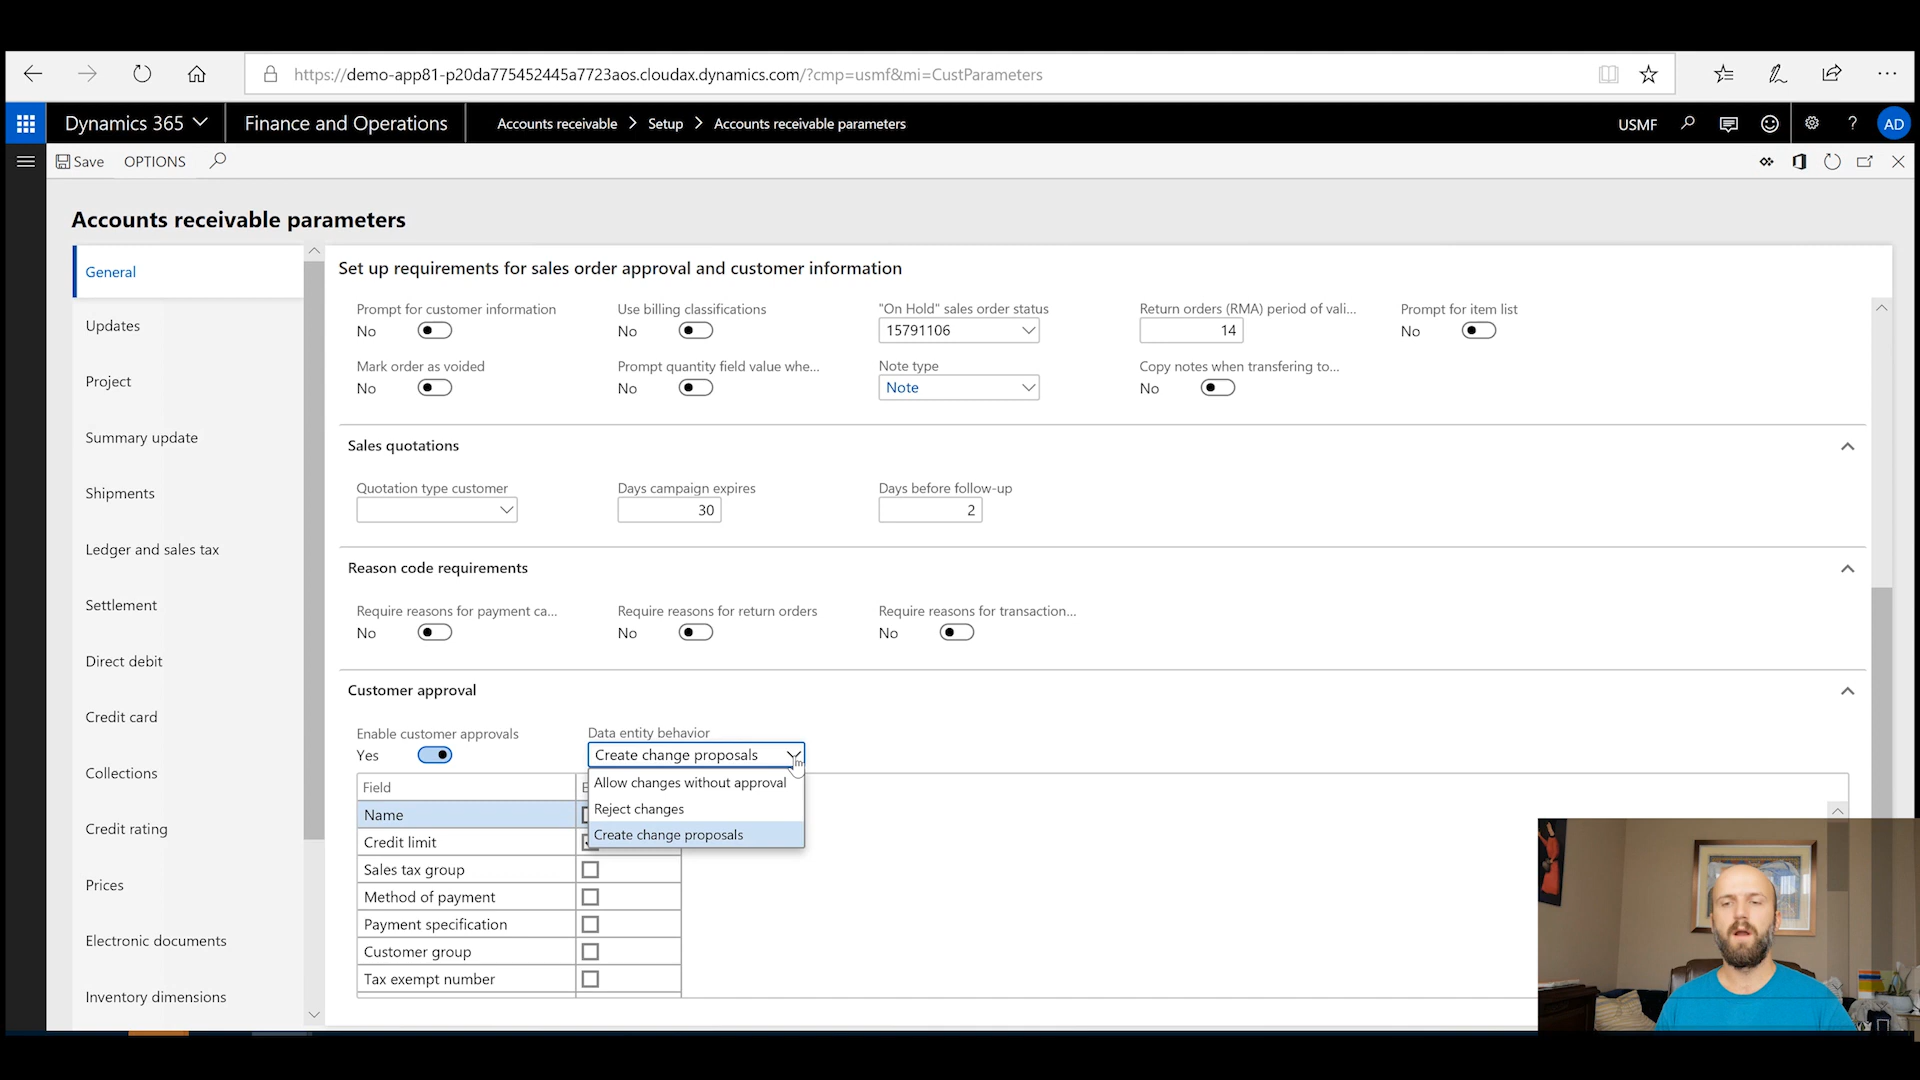 https://demo-app81-p20da775452445a7723aos.cloudax.dynamics.com/?cmp=usmf&mi=CustParameters
Dynamics 365
Finance and Operations
Accounts receivable > Setup > Accounts receivable parameters
USMF
?
AD
Save
OPTIONS
Accounts receivable parameters
General
Updates
Project
Summary update
Shipments
Ledger and sales tax
Settlement
Direct debit
Credit card
Collections
Credit rating
Prices
Electronic documents
Inventory dimensions
Set up requirements for sales order approval and customer information
Prompt for customer information
No
Use billing classifications
No
"On Hold" sales order status
15791106
Return orders (RMA) period of vali...
14
Prompt for item list
No
Mark order as voided
No
Prompt quantity field value whe...
No
Note type
Note
Copy notes when transfering to...
No
Sales quotations
Quotation type customer
Days campaign expires
30
Days before follow-up
2
Reason code requirements
Require reasons for payment ca...
No
Require reasons for return orders
No
Require reasons for transaction...
No
Customer approval
Enable customer approvals
Yes
Data entity behavior
Create change proposals
Allow changes without approval
Reject changes
Create change proposals
Field
Name
Credit limit
Sales tax group
Method of payment
Payment specification
Customer group
Tax exempt number